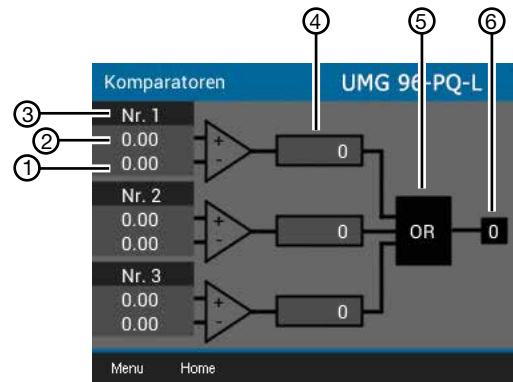 ④ ⑤ ⑥
Komparatoren UMG 96-PQ-L
③ Nr. 1
② 0.00 +
① 0.00 - 0
Nr. 2
0.00 +
0.00 - 0 OR 0
Nr. 3
0.00 +
0.00 - 0
Menu Home